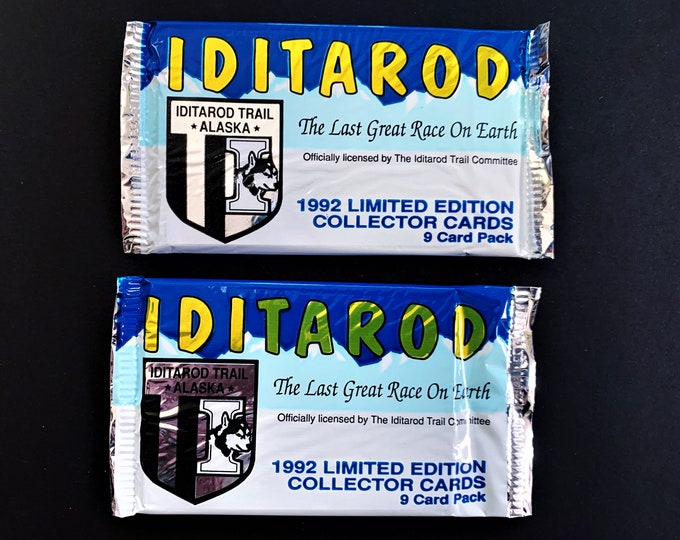 IDITAROD
IDITAROD TRAIL
★ ALASKA ★
I
The Last Great Race On Earth
Officially licensed by The Iditarod Trail Committee
1992 LIMITED EDITION
COLLECTOR CARDS
9 Card Pack
IDITAROD
IDITAROD TRAIL
★ ALASKA ★
I
The Last Great Race On Earth
Officially licensed by The Iditarod Trail Committee
1992 LIMITED EDITION
COLLECTOR CARDS
9 Card Pack